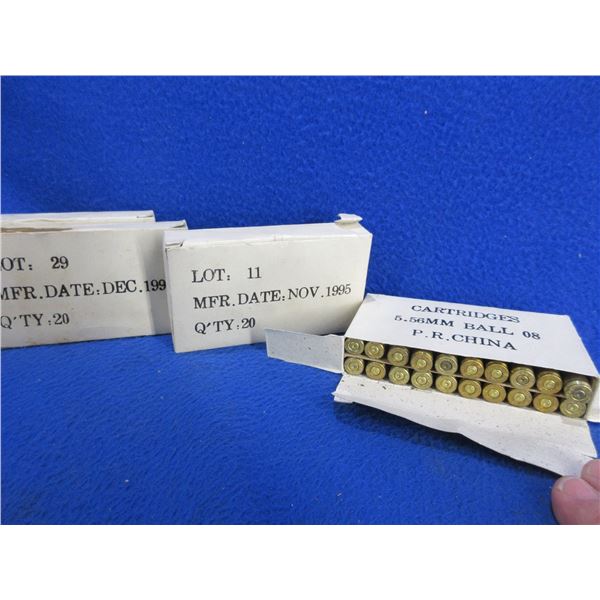 LOT: 29
MFR.DATE:DEC.199
Q'TY:20
LOT: 11
MFR.DATE:NOV.1995
Q'TY:20
CARTRIDGES
5.56MM BALL 08
P.R.CHINA